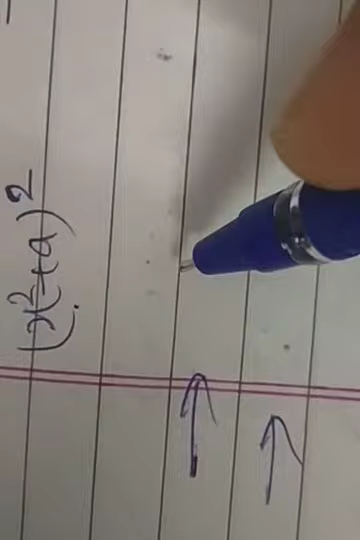 (x²+a)²
→
→